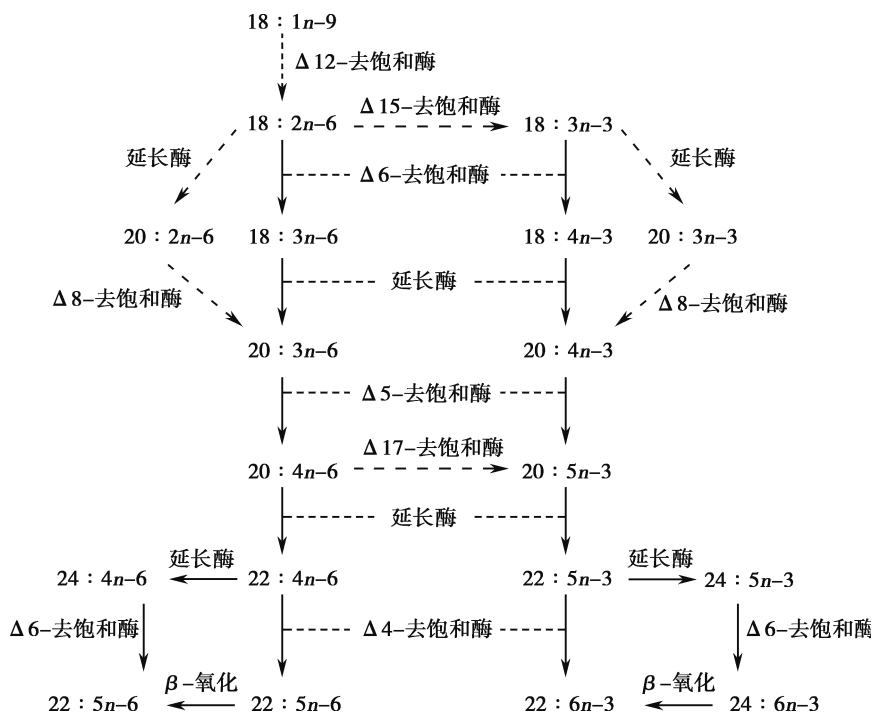 18：1n–9
Δ12–去饱和酶
Δ15–去饱和酶
18：2n–6
18：3n–3
延长酶
延长酶
Δ6–去饱和酶
20：2n–6
18：3n–6
18：4n–3
20：3n–3
延长酶
Δ8–去饱和酶
Δ8–去饱和酶
20：3n–6
20：4n–3
Δ5–去饱和酶
Δ17–去饱和酶
20：4n–6
20：5n–3
延长酶
延长酶
延长酶
24：4n–6
22：4n–6
22：5n–3
24：5n–3
Δ6–去饱和酶
Δ4–去饱和酶
Δ6–去饱和酶
β–氧化
β–氧化
22：5n–6
22：5n–6
22：6n–3
24：6n–3